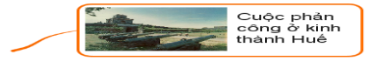 Cuộc phản
công ở kinh
thành Huế